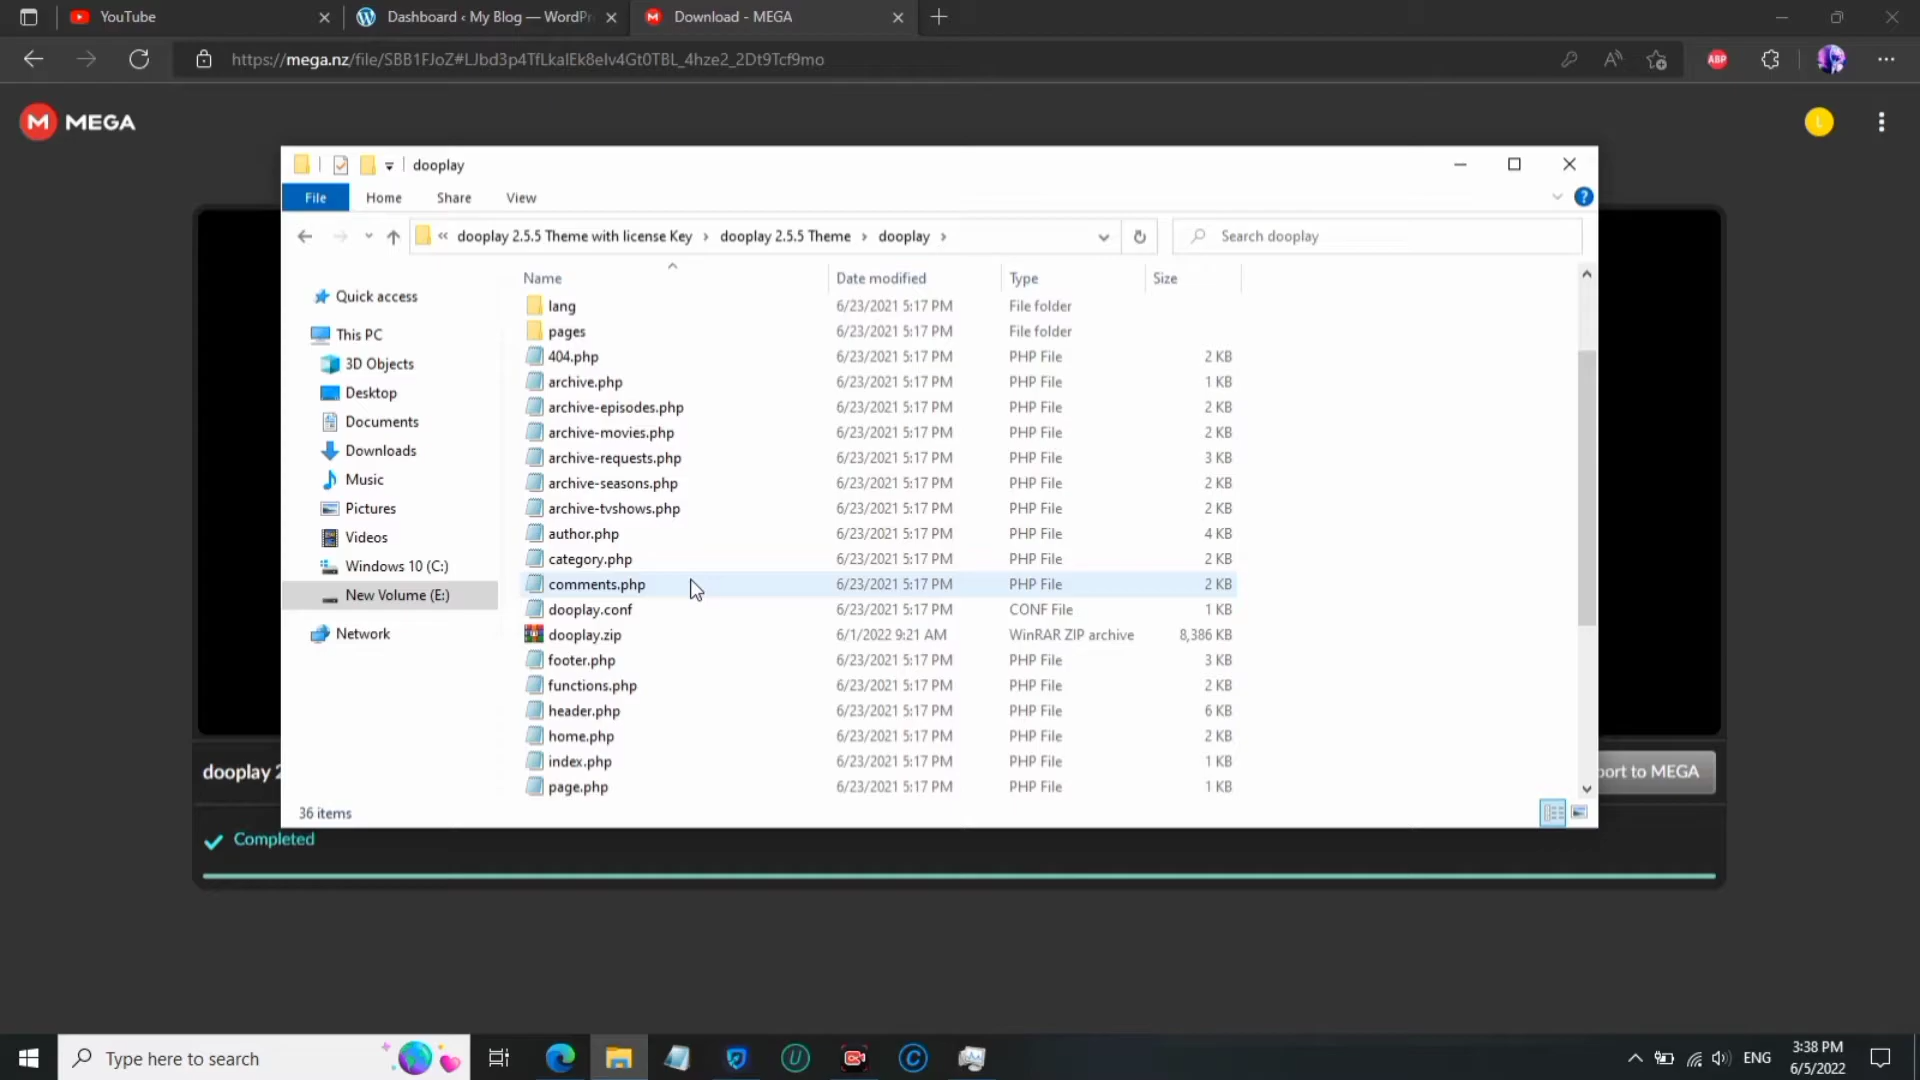 YouTube
Dashboard ‹ My Blog — WordPr
Download - MEGA
https://mega.nz/file/SBB1FJoZ#LJbd3p4TfLkalEk8elv4Gt0TBL_4hze2_2Dt9Tcf9mo
ABP
M MEGA
L
dooplay
File Home Share View
?
« dooplay 2.5.5 Theme with license Key › dooplay 2.5.5 Theme › dooplay ›
Search dooplay
Name Date modified Type Size
Quick access
This PC
3D Objects
Desktop
Documents
Downloads
Music
Pictures
Videos
Windows 10 (C:)
New Volume (E:)
Network
lang 6/23/2021 5:17 PM File folder
pages 6/23/2021 5:17 PM File folder
404.php 6/23/2021 5:17 PM PHP File 2 KB
archive.php 6/23/2021 5:17 PM PHP File 1 KB
archive-episodes.php 6/23/2021 5:17 PM PHP File 2 KB
archive-movies.php 6/23/2021 5:17 PM PHP File 2 KB
archive-requests.php 6/23/2021 5:17 PM PHP File 3 KB
archive-seasons.php 6/23/2021 5:17 PM PHP File 2 KB
archive-tvshows.php 6/23/2021 5:17 PM PHP File 2 KB
author.php 6/23/2021 5:17 PM PHP File 4 KB
category.php 6/23/2021 5:17 PM PHP File 2 KB
comments.php 6/23/2021 5:17 PM PHP File 2 KB
dooplay.conf 6/23/2021 5:17 PM CONF File 1 KB
dooplay.zip 6/1/2022 9:21 AM WinRAR ZIP archive 8,386 KB
footer.php 6/23/2021 5:17 PM PHP File 3 KB
functions.php 6/23/2021 5:17 PM PHP File 2 KB
header.php 6/23/2021 5:17 PM PHP File 6 KB
home.php 6/23/2021 5:17 PM PHP File 2 KB
index.php 6/23/2021 5:17 PM PHP File 1 KB
page.php 6/23/2021 5:17 PM PHP File 1 KB
36 items
dooplay 2
port to MEGA
Completed
Type here to search
U
C
ENG
3:38 PM
6/5/2022